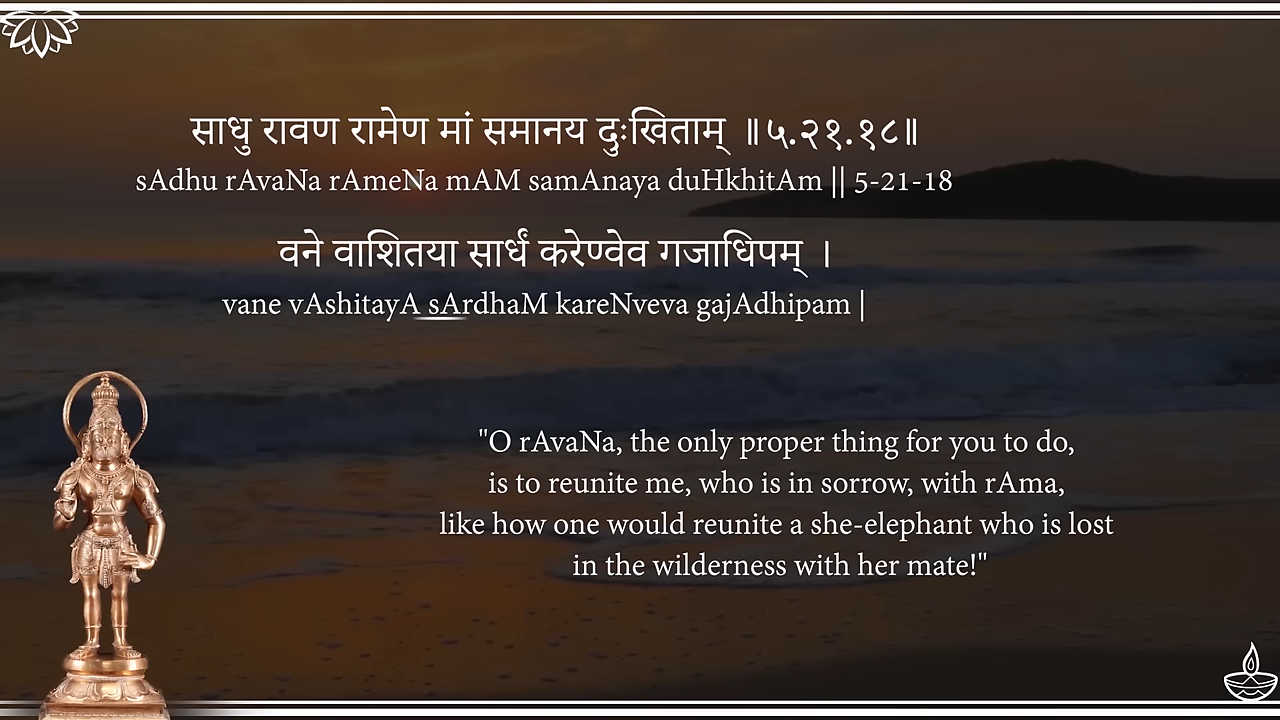 साधु रावण रामेण मां समानय दुःखिताम् ॥५.२१.१८॥
sAdhu rAvaNa rAmeNa mAM samAnaya duHkhitAm || 5-21-18
वने वाशितया सार्धं करेण्वेव गजाधिपम् ।
vane vAshitayA sArdhaM kareNveva gajAdhipam |
"O rAvaNa, the only proper thing for you to do,
is to reunite me, who is in sorrow, with rAma,
like how one would reunite a she-elephant who is lost
in the wilderness with her mate!"